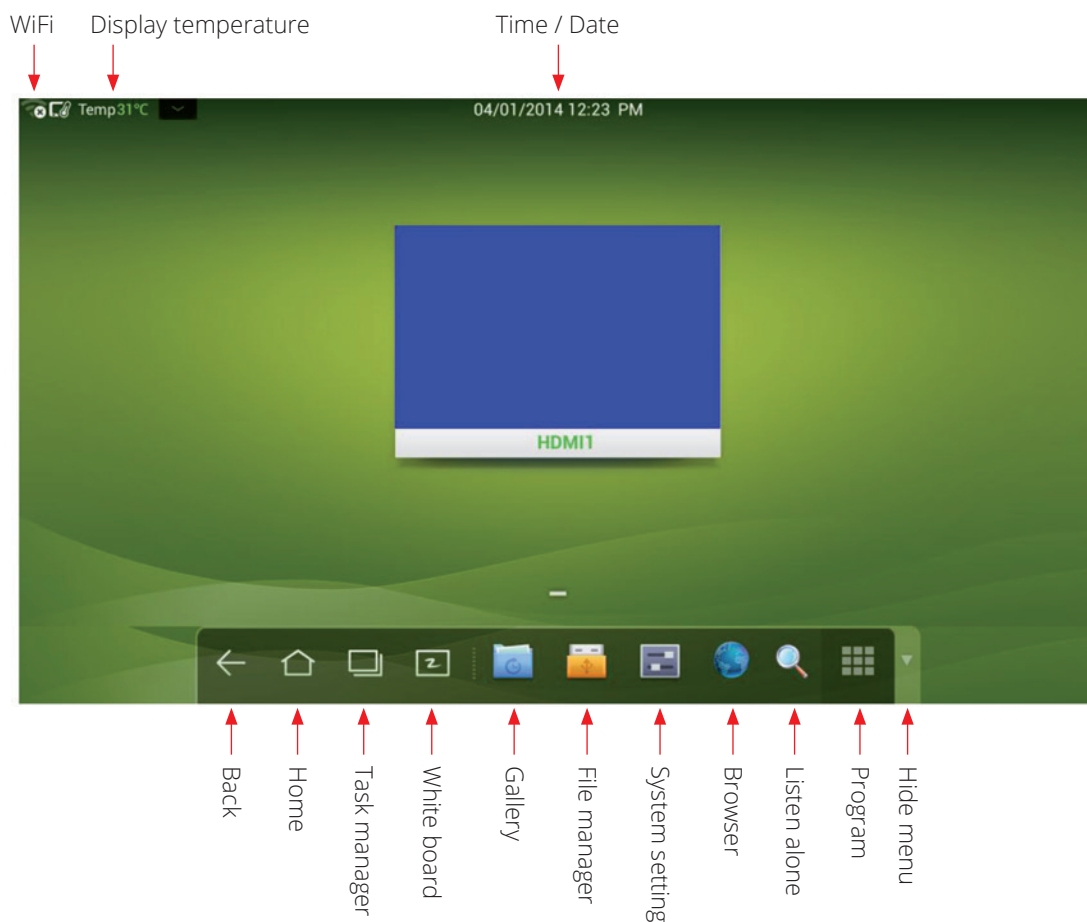 WiFi Display temperature Time / Date
Temp31°C 04/01/2014 12:23 PM
HDMI1
Back
Home
Task manager
White board
Gallery
File manager
System setting
Browser
Listen alone
Program
Hide menu